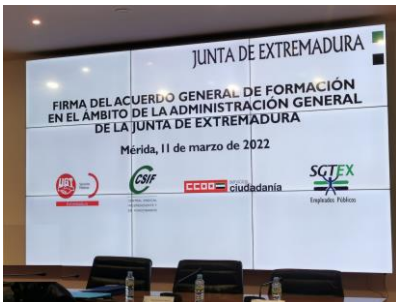 JUNTA DE EXTREMADURA
FIRMA DEL ACUERDO GENERAL DE FORMACIÓN
EN EL ÁMBITO DE LA ADMINISTRACIÓN GENERAL
DE LA JUNTA DE EXTREMADURA
Mérida, 11 de marzo de 2022
UGT
CSIF
CCOO
ciudadanía
SGTEX
Empleados Públicos